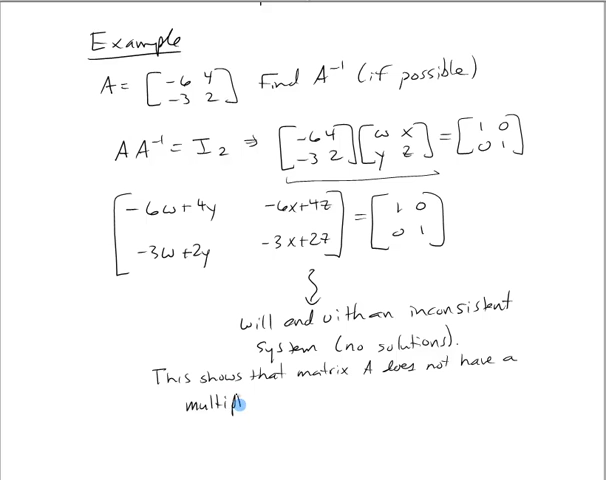 Example
A = [-6 4 -3 2] Find A⁻¹ (if possible)
A A⁻¹ = I₂ ⇒ [-6 4 -3 2] [w x y z] = [1 0 0 1]
[-6w+4y -6x+4z -3w+2y -3x+2z] = [1 0 0 1]
will end up with an inconsistent
system (no solutions).
This shows that matrix A does not have a
multip